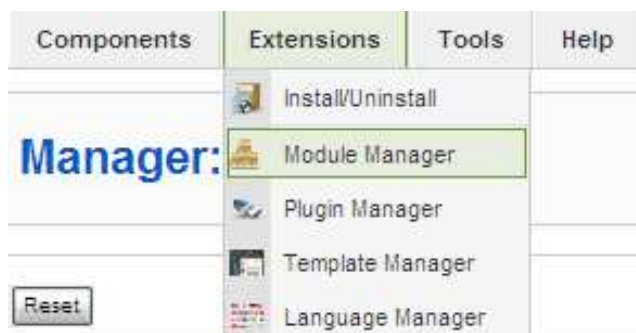 Components Extensions Tools Help
Install/Uninstall
Manager: Module Manager
Plugin Manager
Template Manager
Reset Language Manager